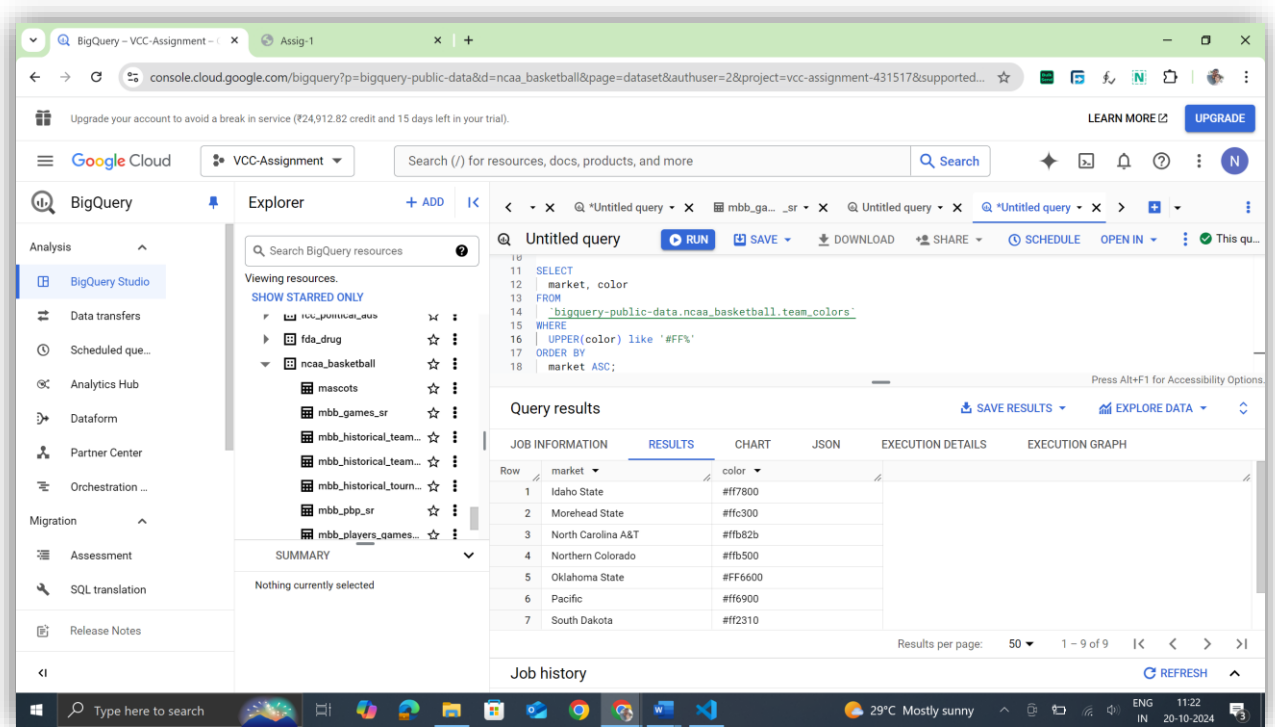 BigQuery – VCC-Assignment –
Assig-1
console.cloud.google.com/bigquery?p=bigquery-public-data&d=ncaa_basketball&page=dataset&authuser=2&project=vcc-assignment-431517&supported...
Upgrade your account to avoid a break in service (₹24,912.82 credit and 15 days left in your trial).
LEARN MORE
UPGRADE
Google Cloud
VCC-Assignment
Search (/) for resources, docs, products, and more
Search
N
BigQuery
Analysis
BigQuery Studio
Data transfers
Scheduled que...
Analytics Hub
Dataform
Partner Center
Orchestration ...
Migration
Assessment
SQL translation
Release Notes
Explorer
+ ADD
Search BigQuery resources
Viewing resources.
SHOW STARRED ONLY
fcc_political_ads
fda_drug
ncaa_basketball
mascots
mbb_games_sr
mbb_historical_team...
mbb_historical_team...
mbb_historical_tourn...
mbb_pbp_sr
mbb_players_games...
SUMMARY
Nothing currently selected
*Untitled query
mbb_ga... _sr
Untitled query
*Untitled query
Untitled query
RUN
SAVE
DOWNLOAD
SHARE
SCHEDULE
OPEN IN
This qu...
10
11 SELECT
12 market, color
13 FROM
14 `bigquery-public-data.ncaa_basketball.team_colors`
15 WHERE
16 UPPER(color) like '#FF%'
17 ORDER BY
18 market ASC;
Press Alt+F1 for Accessibility Options.
Query results
SAVE RESULTS
EXPLORE DATA
JOB INFORMATION RESULTS CHART JSON EXECUTION DETAILS EXECUTION GRAPH
Row market color
1 Idaho State #ff7800
2 Morehead State #ffc300
3 North Carolina A&T #ffb82b
4 Northern Colorado #ffb500
5 Oklahoma State #FF6600
6 Pacific #ff6900
7 South Dakota #ff2310
Results per page: 50 1 – 9 of 9
Job history
REFRESH
Type here to search
29°C Mostly sunny
ENG
IN
11:22
20-10-2024